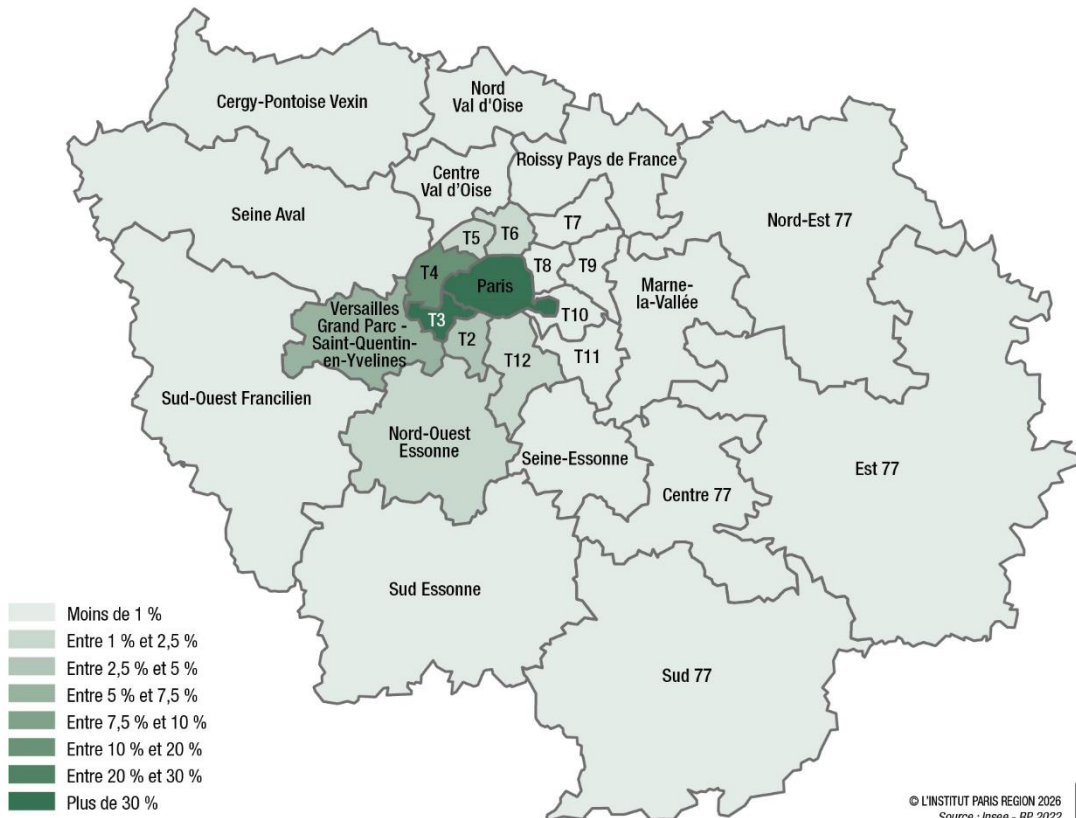 Cergy-Pontoise Vexin
Nord
Val d'Oise
Roissy Pays de France
Centre
Val d'Oise
Seine Aval
Nord-Est 77
T7
T5
T6
T4
T8
T9
Paris
Marne-
la-Vallée
Versailles
Grand Parc -
Saint-Quentin-
en-Yvelines
T3
T10
T2
T12
T11
Sud-Ouest Francilien
Nord-Ouest
Essonne
Seine-Essonne
Est 77
Centre 77
Sud Essonne
Sud 77
Moins de 1 %
Entre 1 % et 2,5 %
Entre 2,5 % et 5 %
Entre 5 % et 7,5 %
Entre 7,5 % et 10 %
Entre 10 % et 20 %
Entre 20 % et 30 %
Plus de 30 %
© L'INSTITUT PARIS REGION 2026
Source : Insee - RP 2022